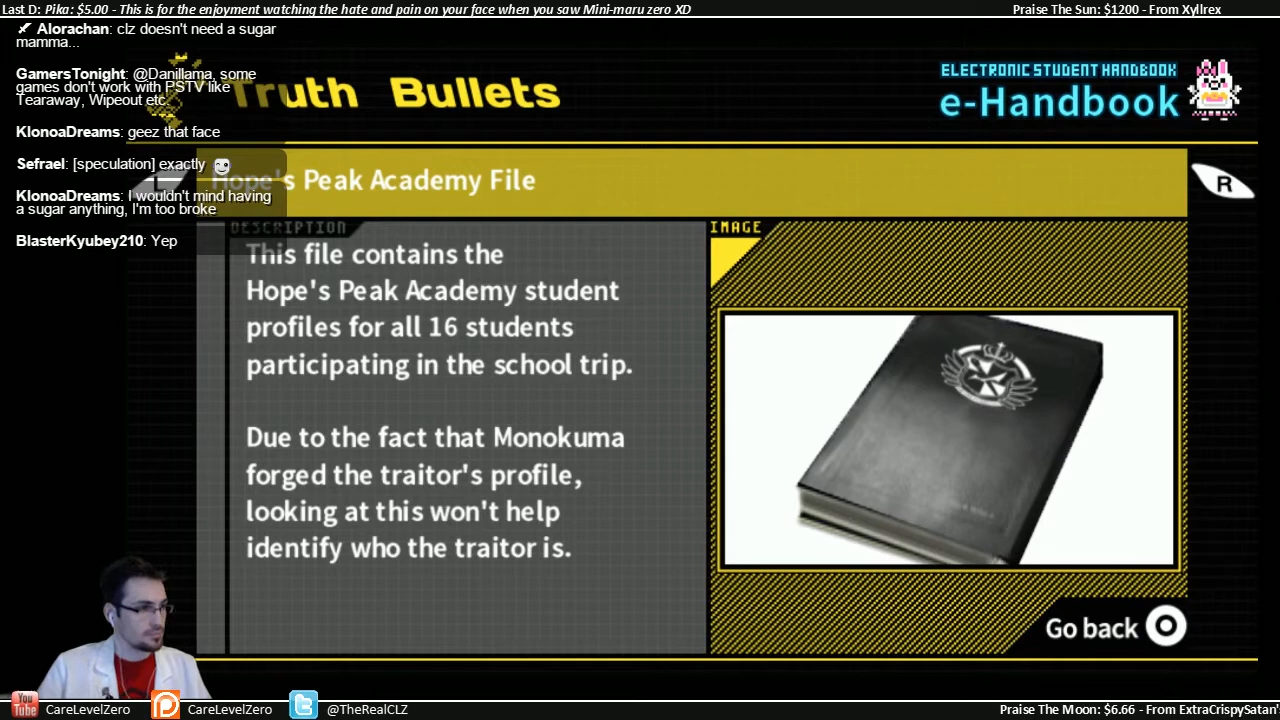 Last D: Pika: $5.00 - This is for the enjoyment watching the hate and pain on your face when you saw Mini-maru zero XD
Praise The Sun: $1200 - From Xyllrex
Alorachan: clz doesn't need a sugar
mamma...
GamersTonight: @Danillama, some
games don't work with PSTV like
Tearaway, Wipeout etc
KlonoaDreams: geez that face
Sefrael: [speculation] exactly
KlonoaDreams: I wouldn't mind having
a sugar anything, I'm too broke
BlasterKyubey210: Yep
Truth Bullets
ELECTRONIC STUDENT HANDBOOK
e-Handbook
L
Hope's Peak Academy File
R
DESCRIPTION
This file contains the
Hope's Peak Academy student
profiles for all 16 students
participating in the school trip.
Due to the fact that Monokuma
forged the traitor's profile,
looking at this won't help
identify who the traitor is.
IMAGE
Go back
You
Tube
CareLevelZero
CareLevelZero
@TheRealCLZ
Praise The Moon: $6.66 - From ExtraCrispySatan'